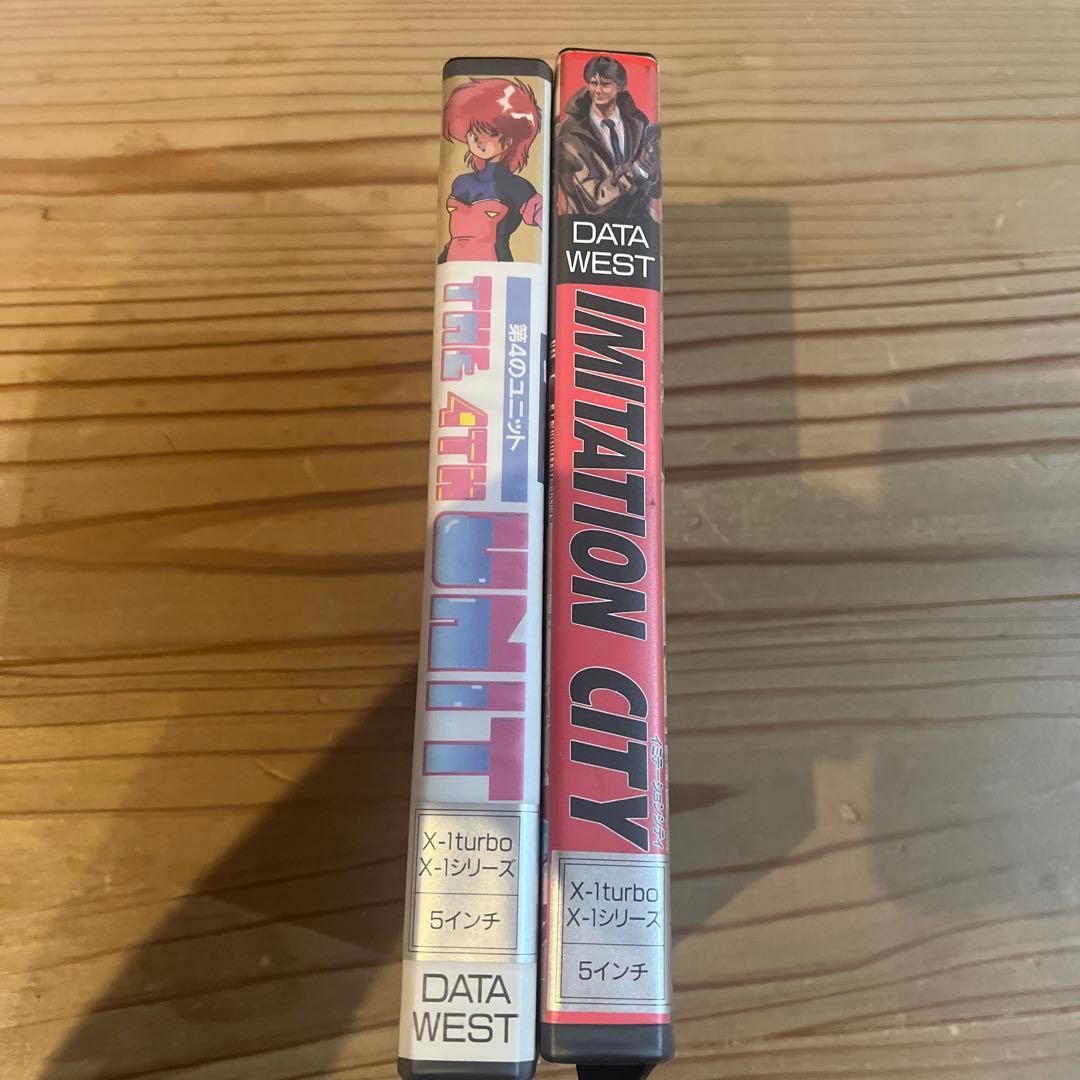 第4のユニット
THE 4TH
UNIT
X-1turbo
X-1シリーズ
5インチ
DATA
WEST
DATA
WEST
IMITATION CITY
イミテーションシティ
X-1turbo
X-1シリーズ
5インチ